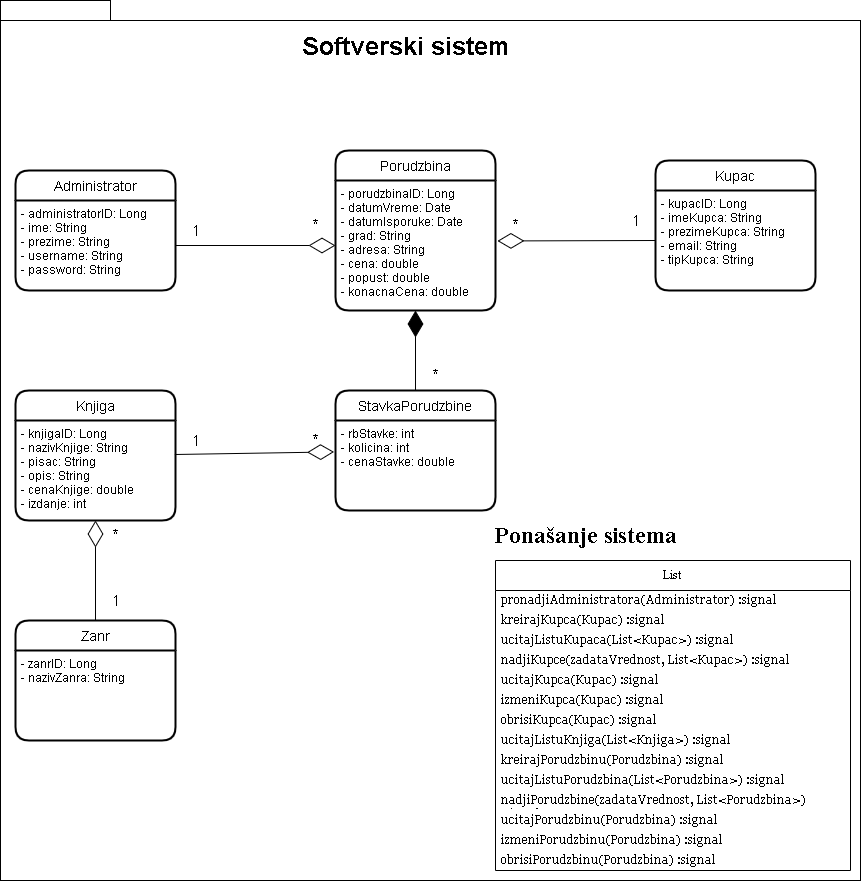 Softverski sistem
Administrator
- administratorID: Long
- ime: String
- prezime: String
- username: String
- password: String
1
*
Porudzbina
- porudzbinaID: Long
- datumVreme: Date
- datumIsporuke: Date
- grad: String
- adresa: String
- cena: double
- popust: double
- konacnaCena: double
*
1
Kupac
- kupacID: Long
- imeKupca: String
- prezimeKupca: String
- email: String
- tipKupca: String
*
Knjiga
- knjigaID: Long
- nazivKnjige: String
- pisac: String
- opis: String
- cenaKnjige: double
- izdanje: int
1
*
StavkaPorudzbine
- rbStavke: int
- kolicina: int
- cenaStavke: double
*
1
Zanr
- zanrID: Long
- nazivZanra: String
Ponašanje sistema
List
pronadjiAdministratora(Administrator) :signal
kreirajKupca(Kupac) :signal
ucitajListuKupaca(List<Kupac>) :signal
nadjiKupce(zadataVrednost, List<Kupac>) :signal
ucitajKupca(Kupac) :signal
izmeniKupca(Kupac) :signal
obrisiKupca(Kupac) :signal
ucitajListuKnjiga(List<Knjiga>) :signal
kreirajPorudzbinu(Porudzbina) :signal
ucitajListuPorudzbina(List<Porudzbina>) :signal
nadjiPorudzbine(zadataVrednost, List<Porudzbina>)
ucitajPorudzbinu(Porudzbina) :signal
izmeniPorudzbinu(Porudzbina) :signal
obrisiPorudzbinu(Porudzbina) :signal